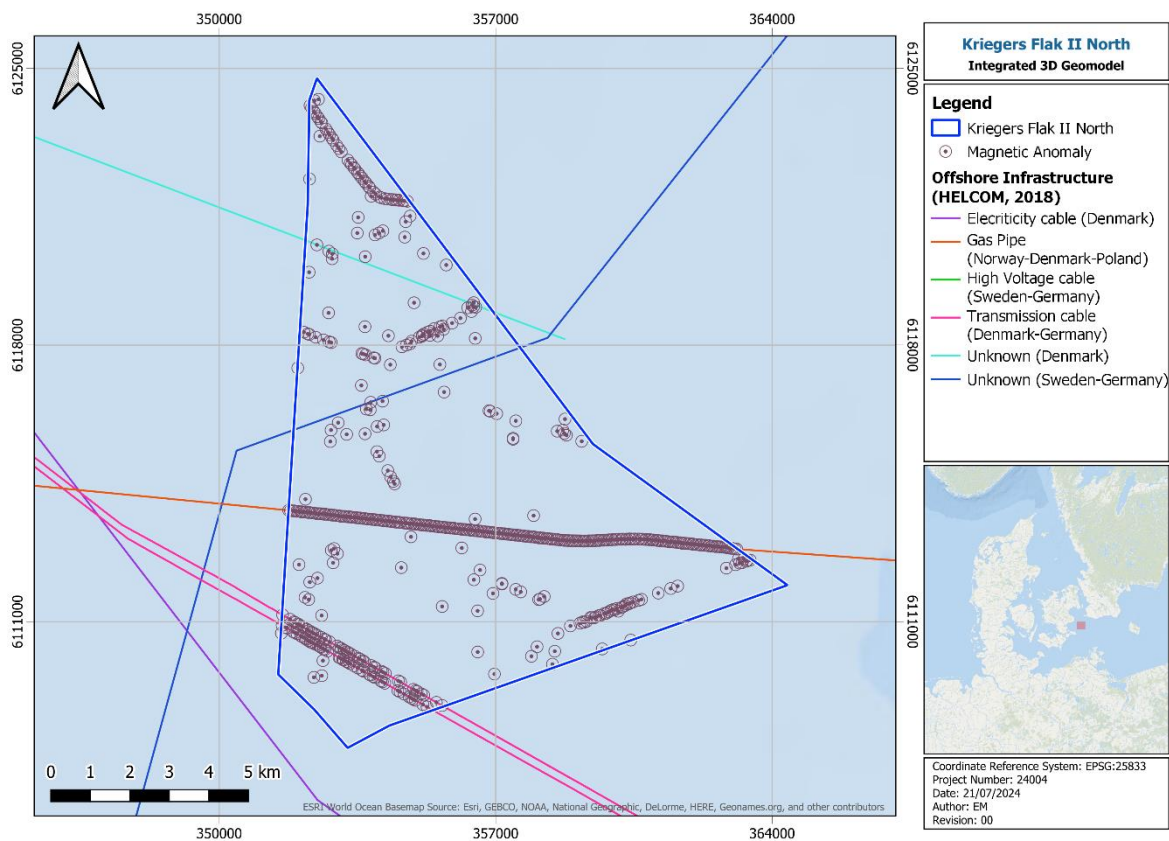 350000
357000
364000
6125000
6118000
6111000
6125000
6118000
6111000
0 1 2 3 4 5 km
ESRI World Ocean Basemap Source: Esri, GEBCO, NOAA, National Geographic, DeLorme, HERE, Geonames.org, and other contributors
350000
357000
364000
Kriegers Flak II North
Integrated 3D Geomodel
Legend
Kriegers Flak II North
Magnetic Anomaly
Offshore Infrastructure
(HELCOM, 2018)
Elecriticity cable (Denmark)
Gas Pipe
(Norway-Denmark-Poland)
High Voltage cable
(Sweden-Germany)
Transmission cable
(Denmark-Germany)
Unknown (Denmark)
Unknown (Sweden-Germany)
Coordinate Reference System: EPSG:25833
Project Number: 24004
Date: 21/07/2024
Author: EM
Revision: 00